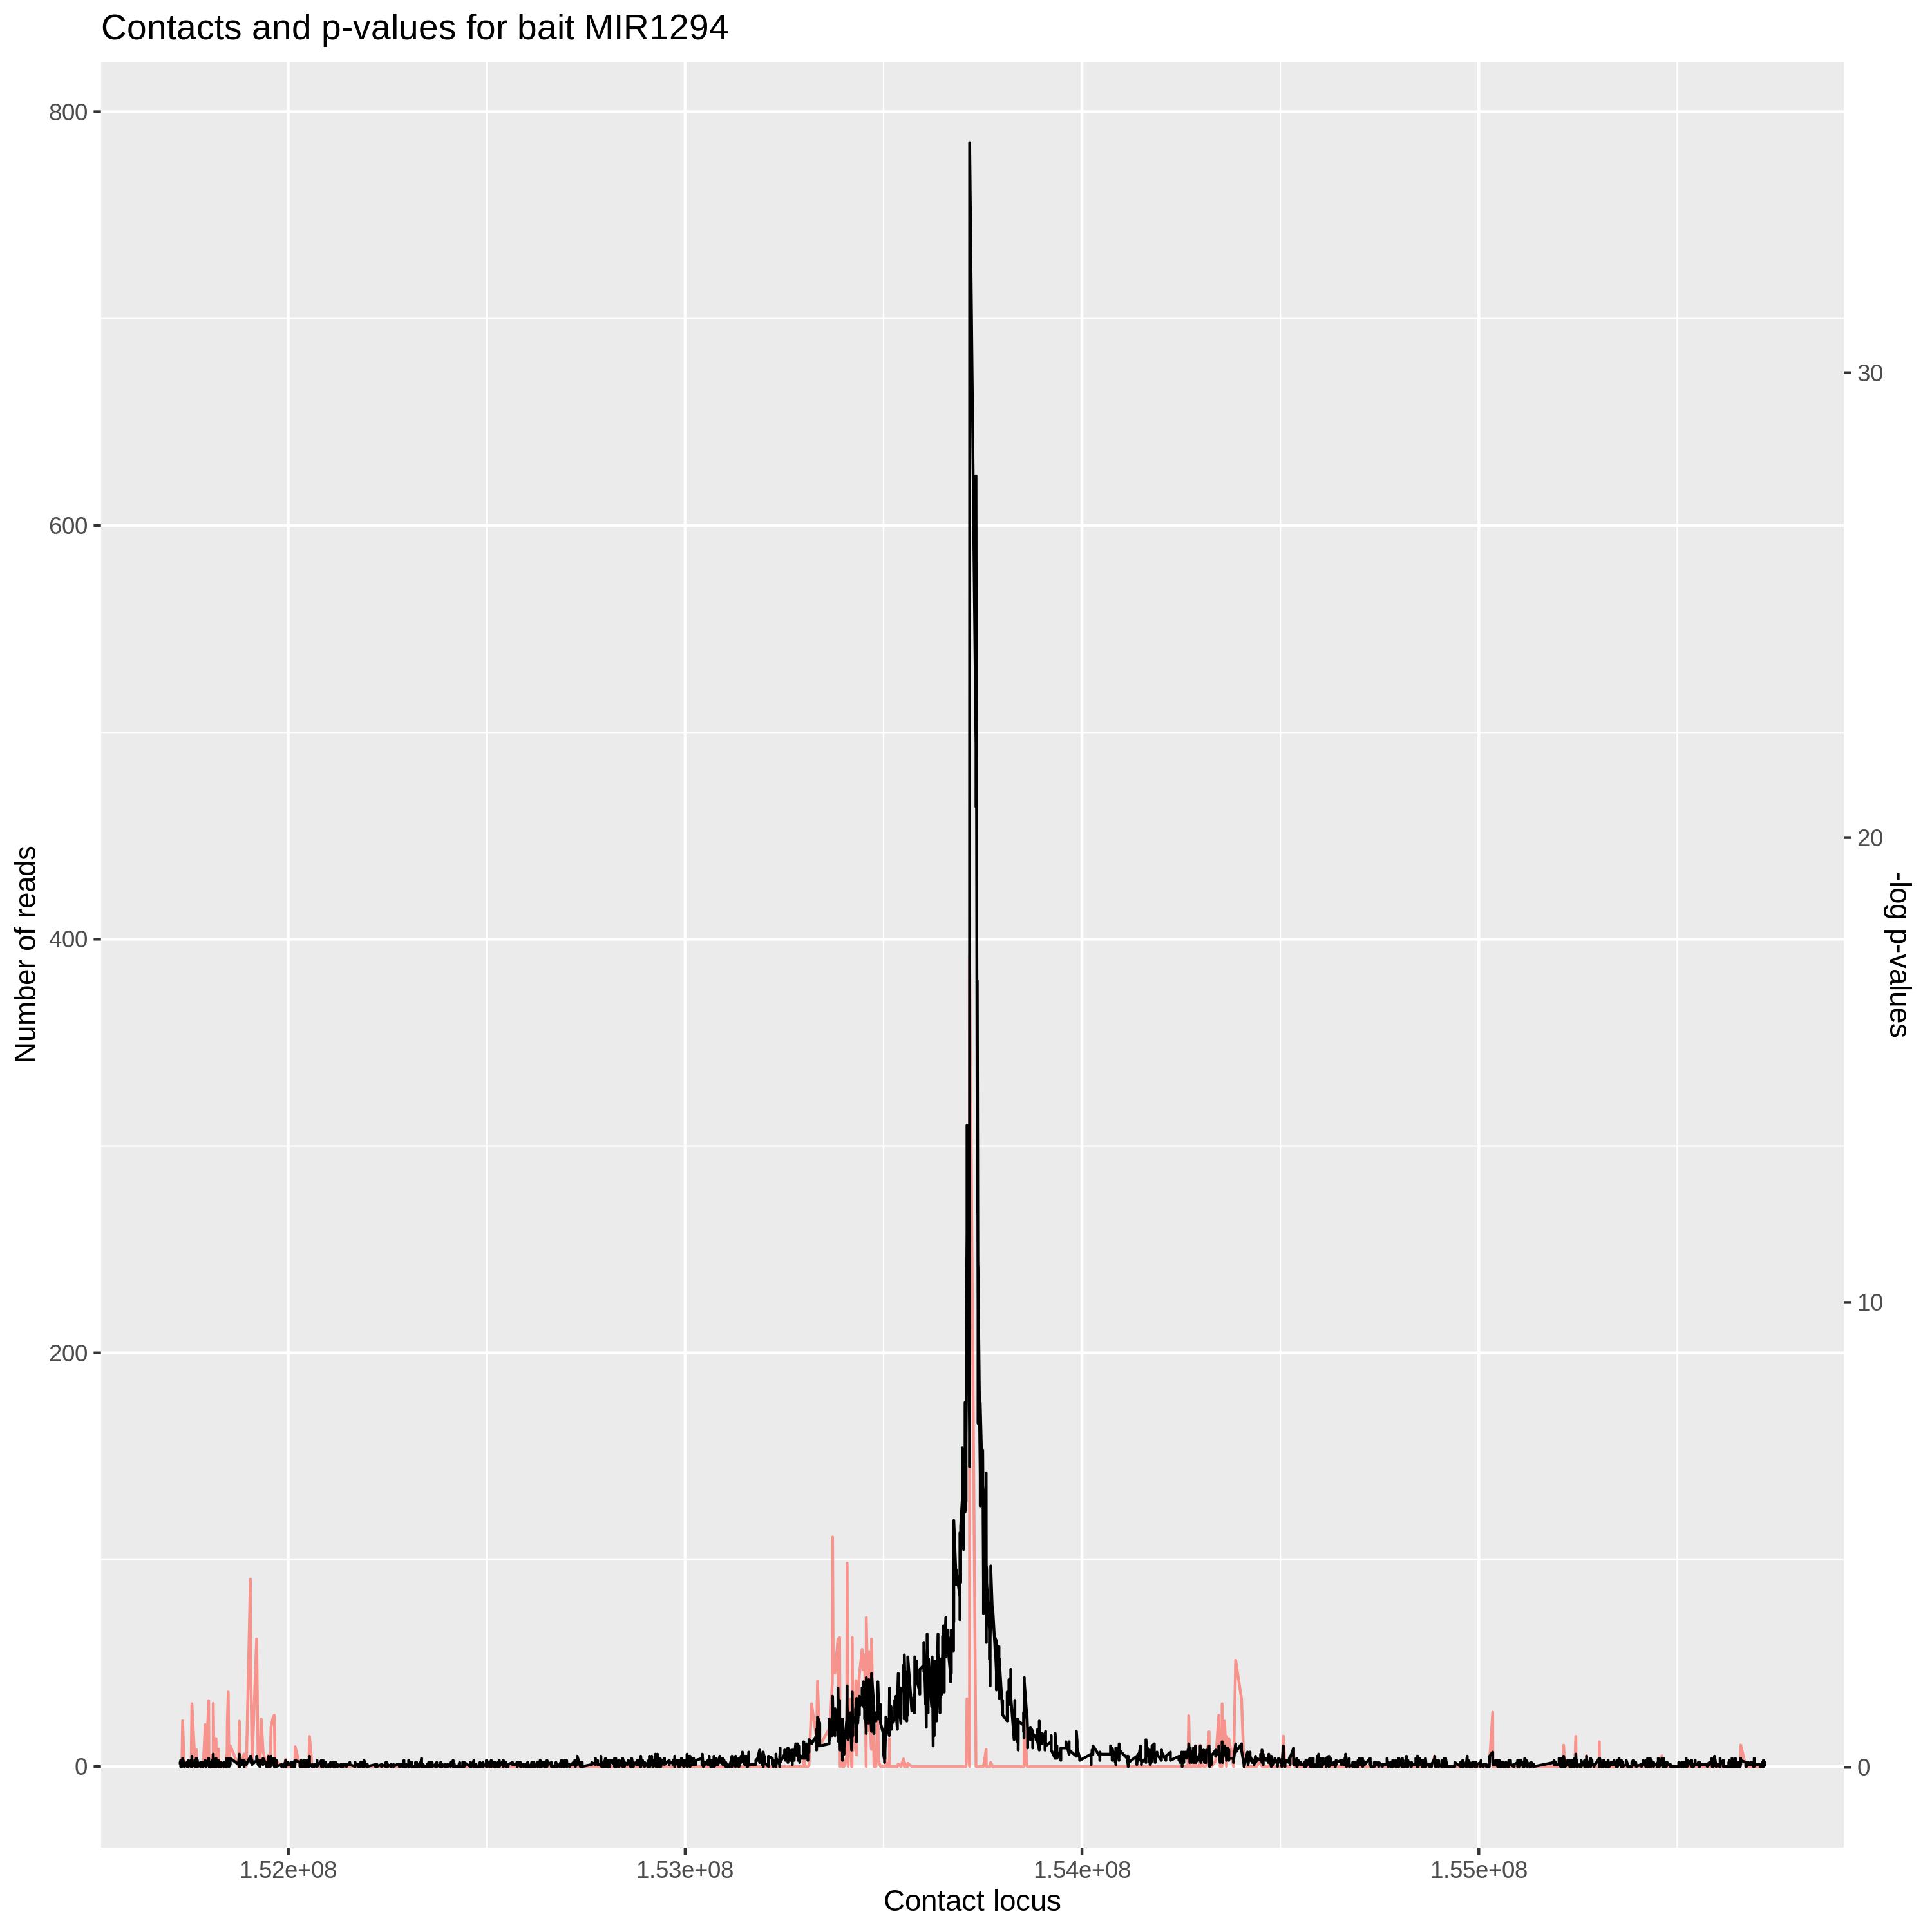 Contacts and p-values for bait MIR1294
800
600
400
200
0
Number of reads
30
20
10
0
-log p-values
1.52e+08
1.53e+08
1.54e+08
1.55e+08
Contact locus